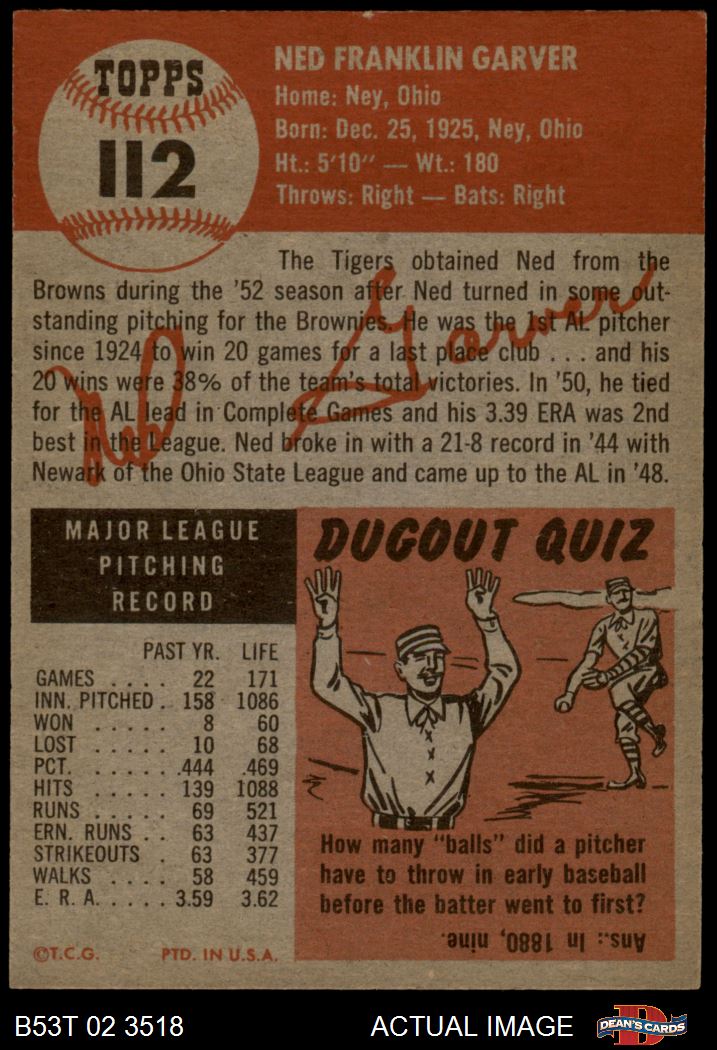 TOPPS
112
NED FRANKLIN GARVER
Home: Ney, Ohio
Born: Dec. 25, 1925, Ney, Ohio
Ht.: 5'10" — Wt.: 180
Throws: Right — Bats: Right
The Tigers obtained Ned from the
Browns during the '52 season after Ned turned in some out-
standing pitching for the Brownies. He was the 1st AL pitcher
since 1924 to win 20 games for a last place club . . . and his
20 wins were 38% of the team's total victories. In '50, he tied
for the AL lead in Complete Games and his 3.39 ERA was 2nd
best in the League. Ned broke in with a 21-8 record in '44 with
Newark of the Ohio State League and came up to the AL in '48.
Ned Garver
MAJOR LEAGUE
PITCHING
RECORD
PAST YR. LIFE
GAMES . . . . 22 171
INN. PITCHED . 158 1086
WON . . . . . 8 60
LOST . . . . . 10 68
PCT. . . . . . .444 .469
HITS . . . . . 139 1088
RUNS . . . . 69 521
ERN. RUNS . . 63 437
STRIKEOUTS . 63 377
WALKS . . . . 58 459
E. R. A. . . . . . 3.59 3.62
©T.C.G. PTD. IN U.S.A.
DUGOUT QUIZ
How many "balls" did a pitcher
have to throw in early baseball
before the batter went to first?
Ans.: In 1880, nine.
B53T 02 3518 ACTUAL IMAGE
D
DEAN'S CARDS